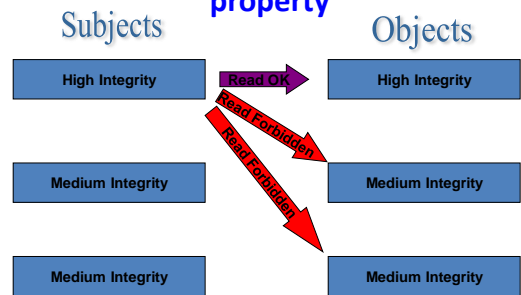 property
Subjects
Objects
High Integrity
Read OK
High Integrity
Read Forbidden
Read Forbidden
Medium Integrity
Medium Integrity
Medium Integrity
Medium Integrity